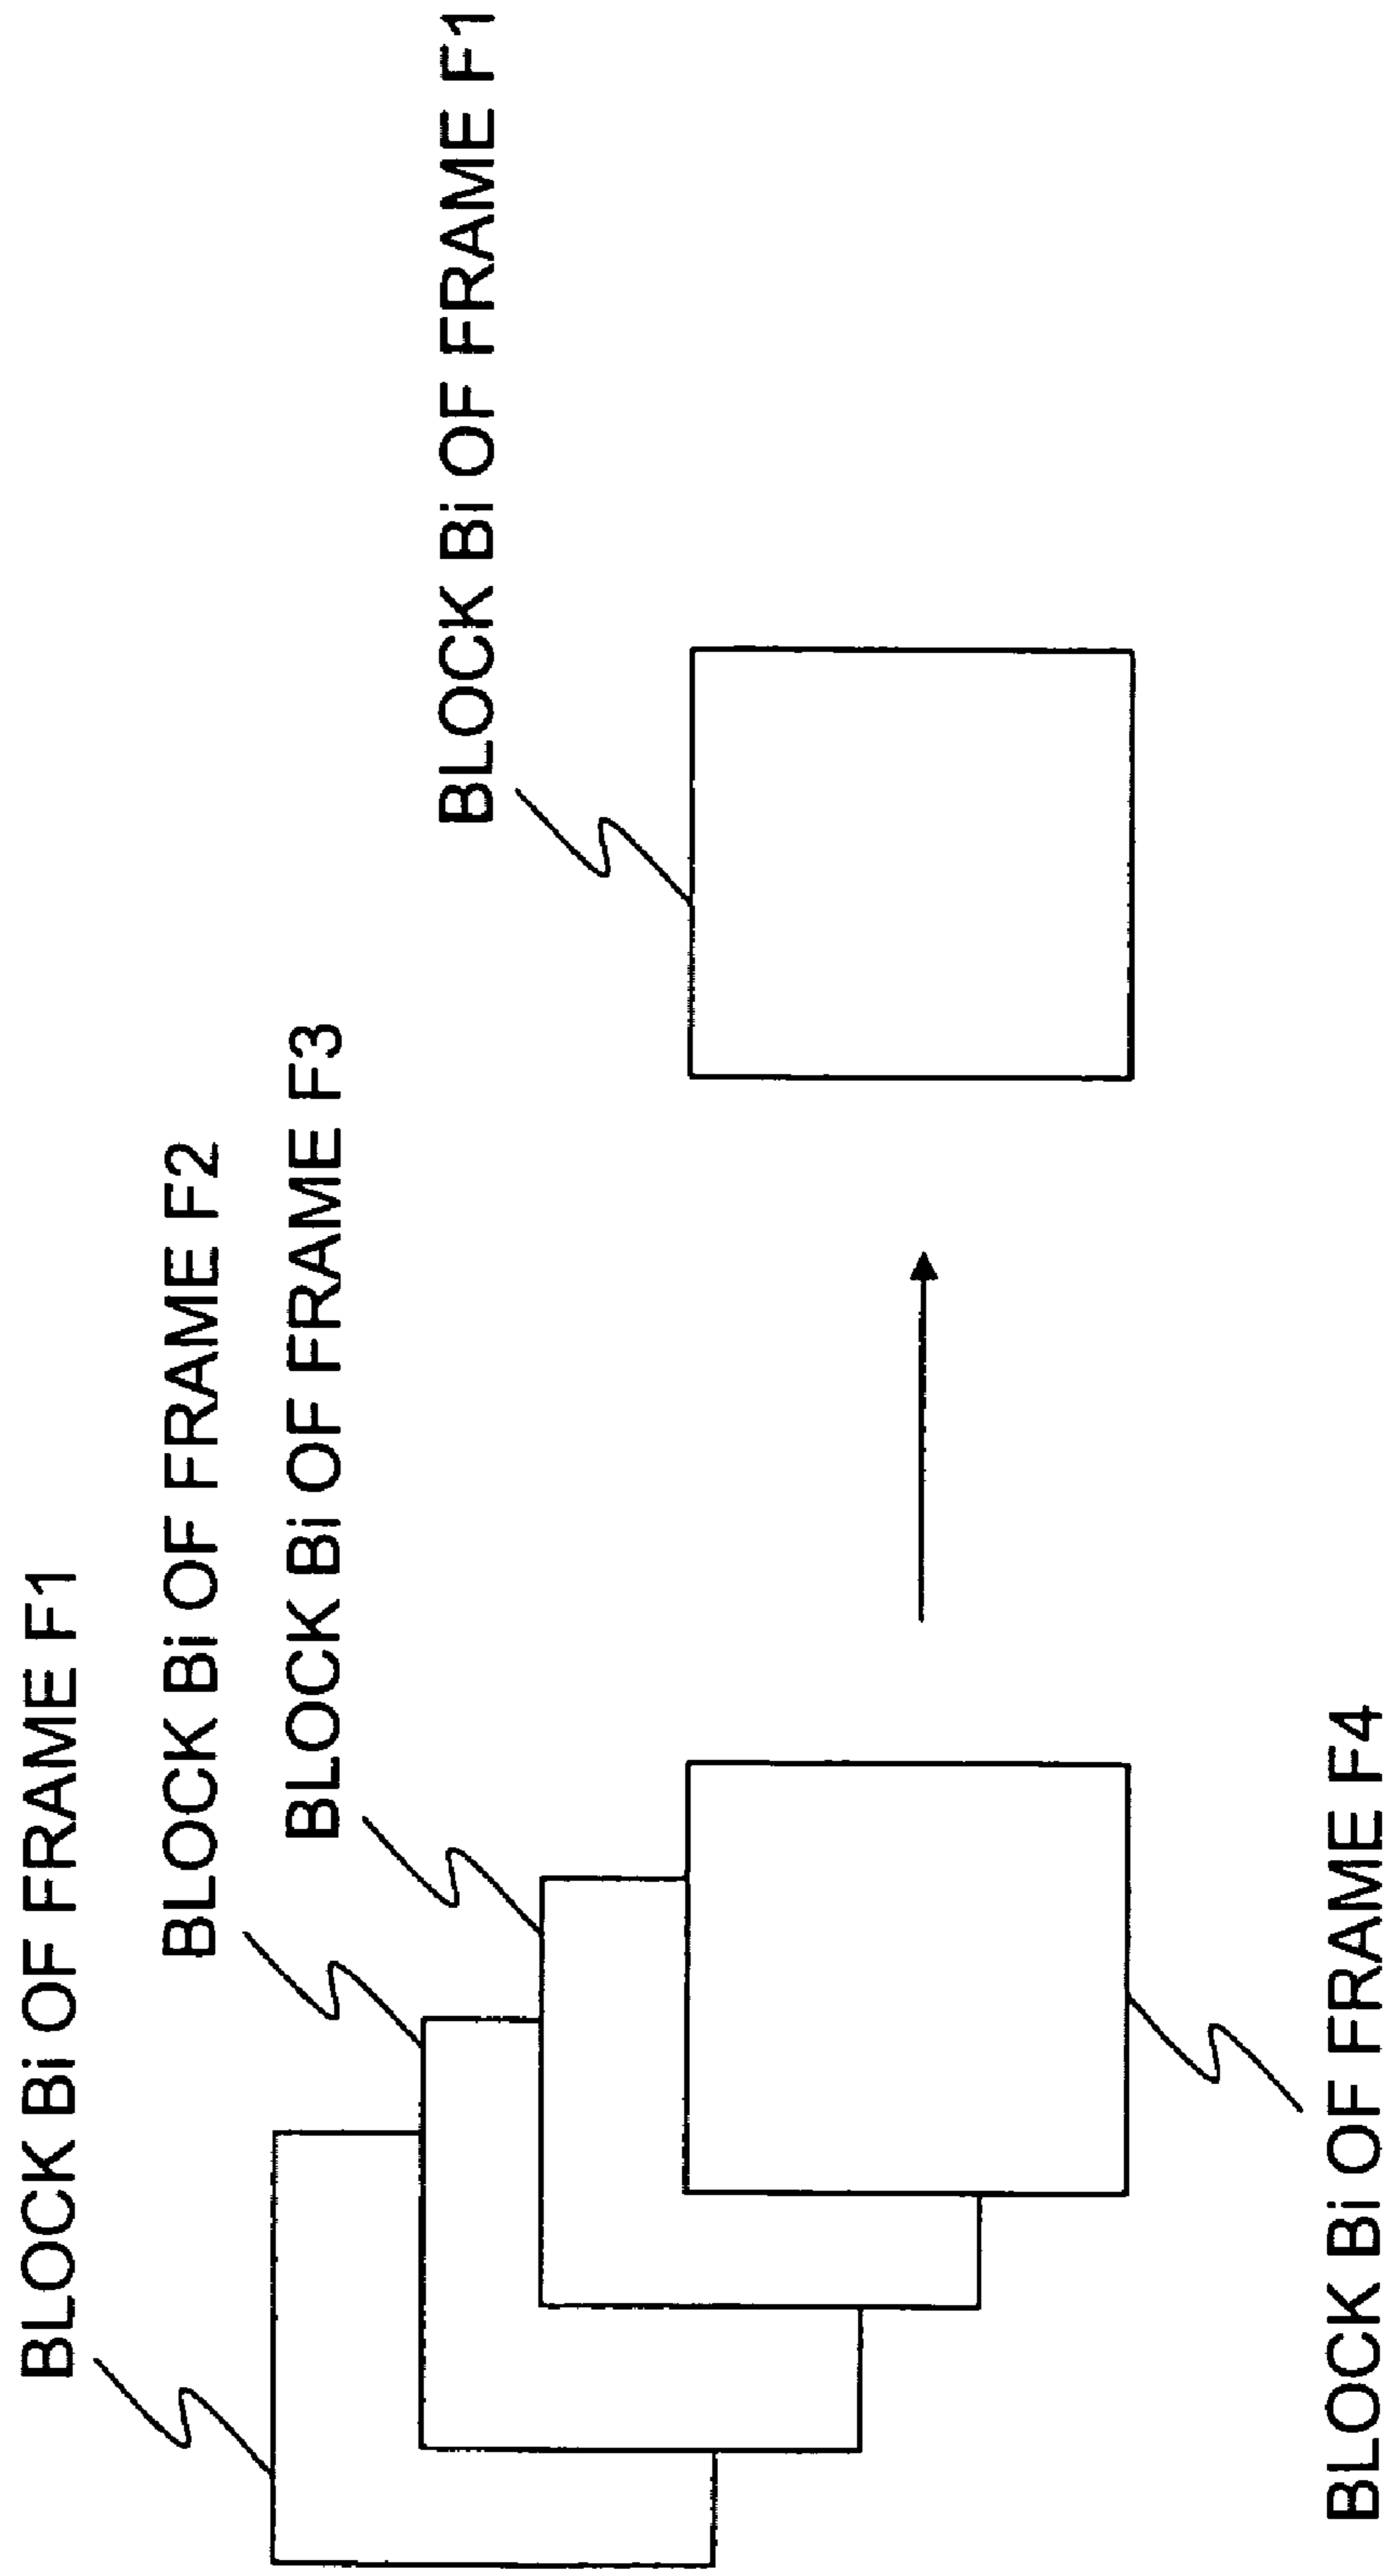 BLOCK Bi OF FRAME F1
BLOCK Bi OF FRAME F2
BLOCK Bi OF FRAME F3
BLOCK Bi OF FRAME F1
BLOCK Bi OF FRAME F4